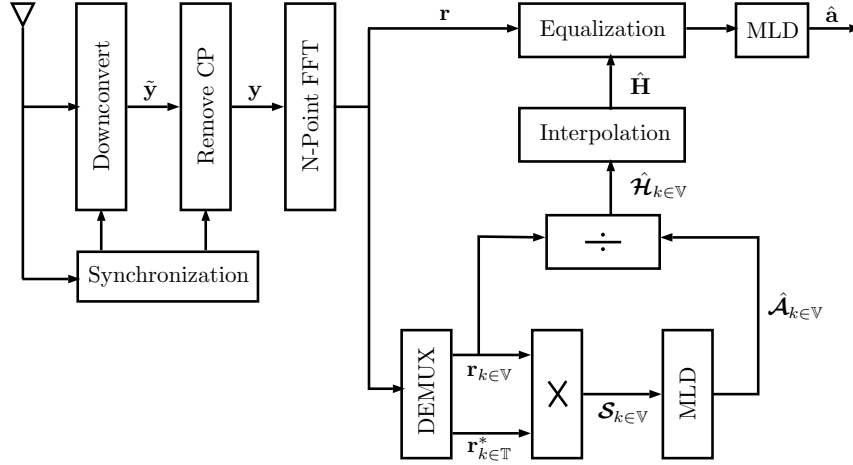 r
Equalization
MLD
â
Downconvert
ỹ
Remove CP
y
N-Point FFT
Ĥ
Interpolation
𝓗̂_{k∈𝕍}
÷
Synchronization
𝓐̂_{k∈𝕍}
DEMUX
r_{k∈𝕍}
×
𝓢_{k∈𝕍}
MLD
r*_{k∈𝕋}